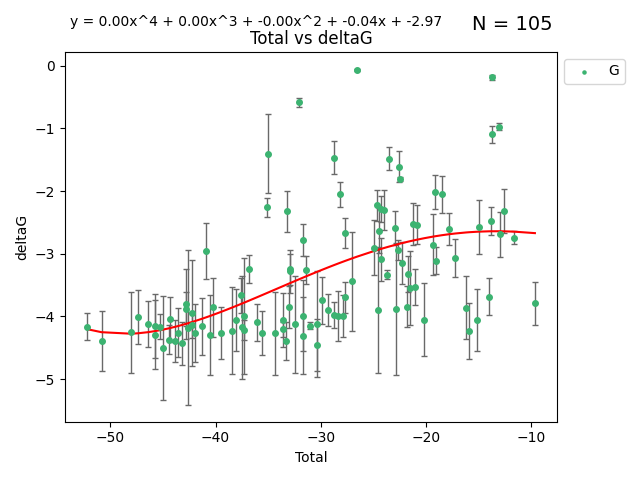 y = 0.00x^4 + 0.00x^3 + -0.00x^2 + -0.04x + -2.97
N = 105
Total vs deltaG
G
deltaG
0
−1
−2
−3
−4
−5
−50
−40
−30
−20
−10
Total